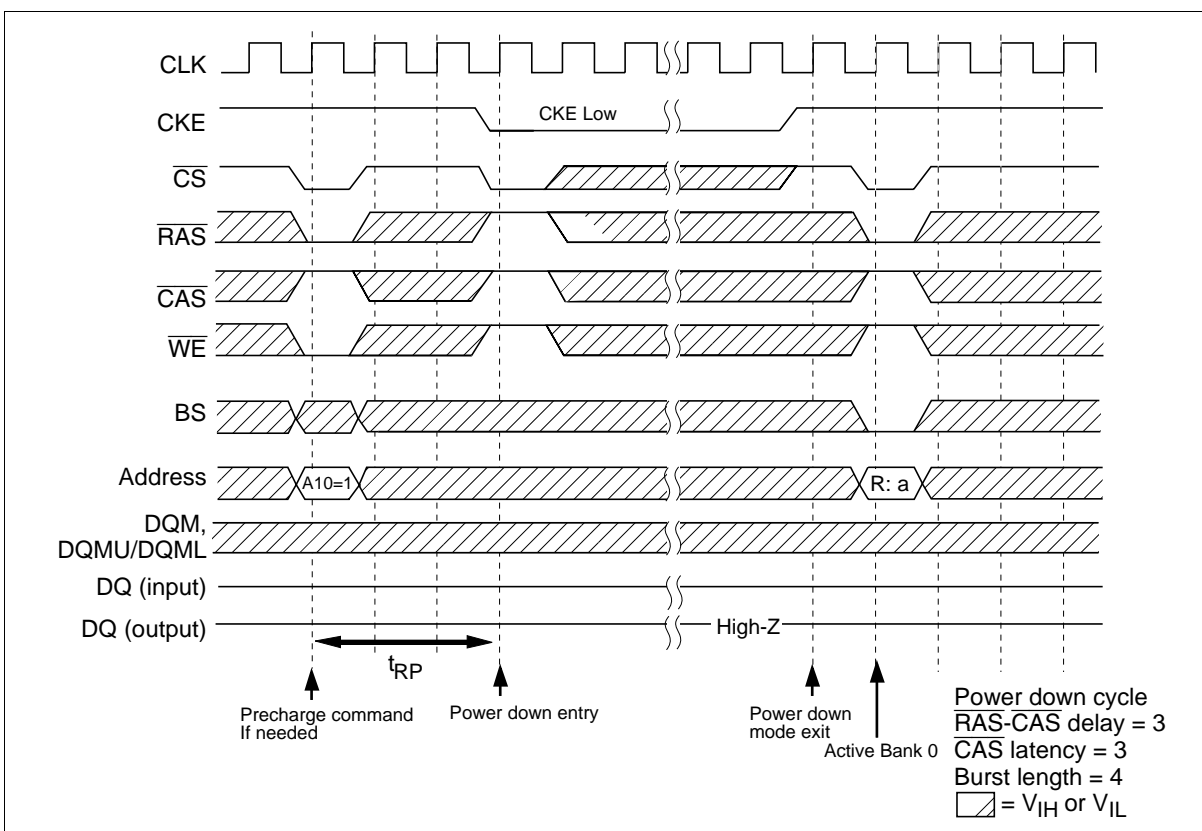 CLK
CKE
CKE Low
CS
RAS
CAS
WE
BS
Address
A10=1
R: a
DQM,
DQMU/DQML
DQ (input)
DQ (output)
High-Z
tRP
Precharge command
If needed
Power down entry
Power down
mode exit
Active Bank 0
Power down cycle
RAS-CAS delay = 3
CAS latency = 3
Burst length = 4
= VIH or VIL